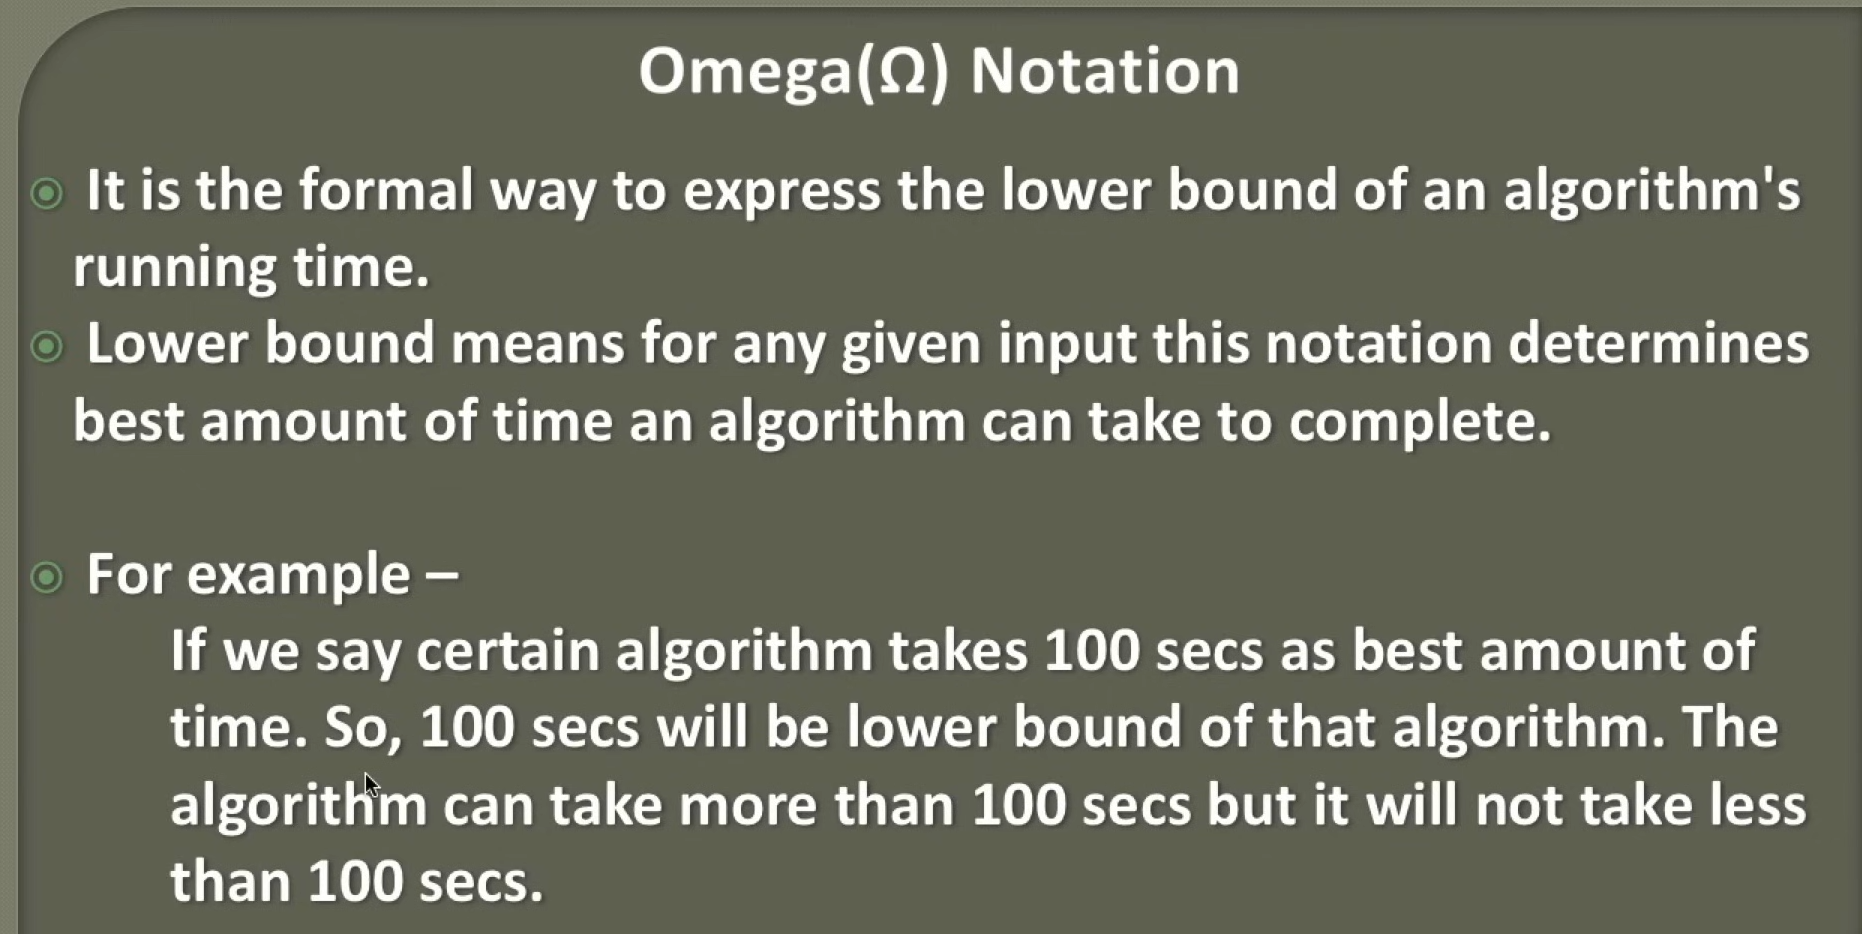 Omega(Ω) Notation
It is the formal way to express the lower bound of an algorithm's
running time.
Lower bound means for any given input this notation determines
best amount of time an algorithm can take to complete.
For example –
If we say certain algorithm takes 100 secs as best amount of
time. So, 100 secs will be lower bound of that algorithm. The
algorithm can take more than 100 secs but it will not take less
than 100 secs.